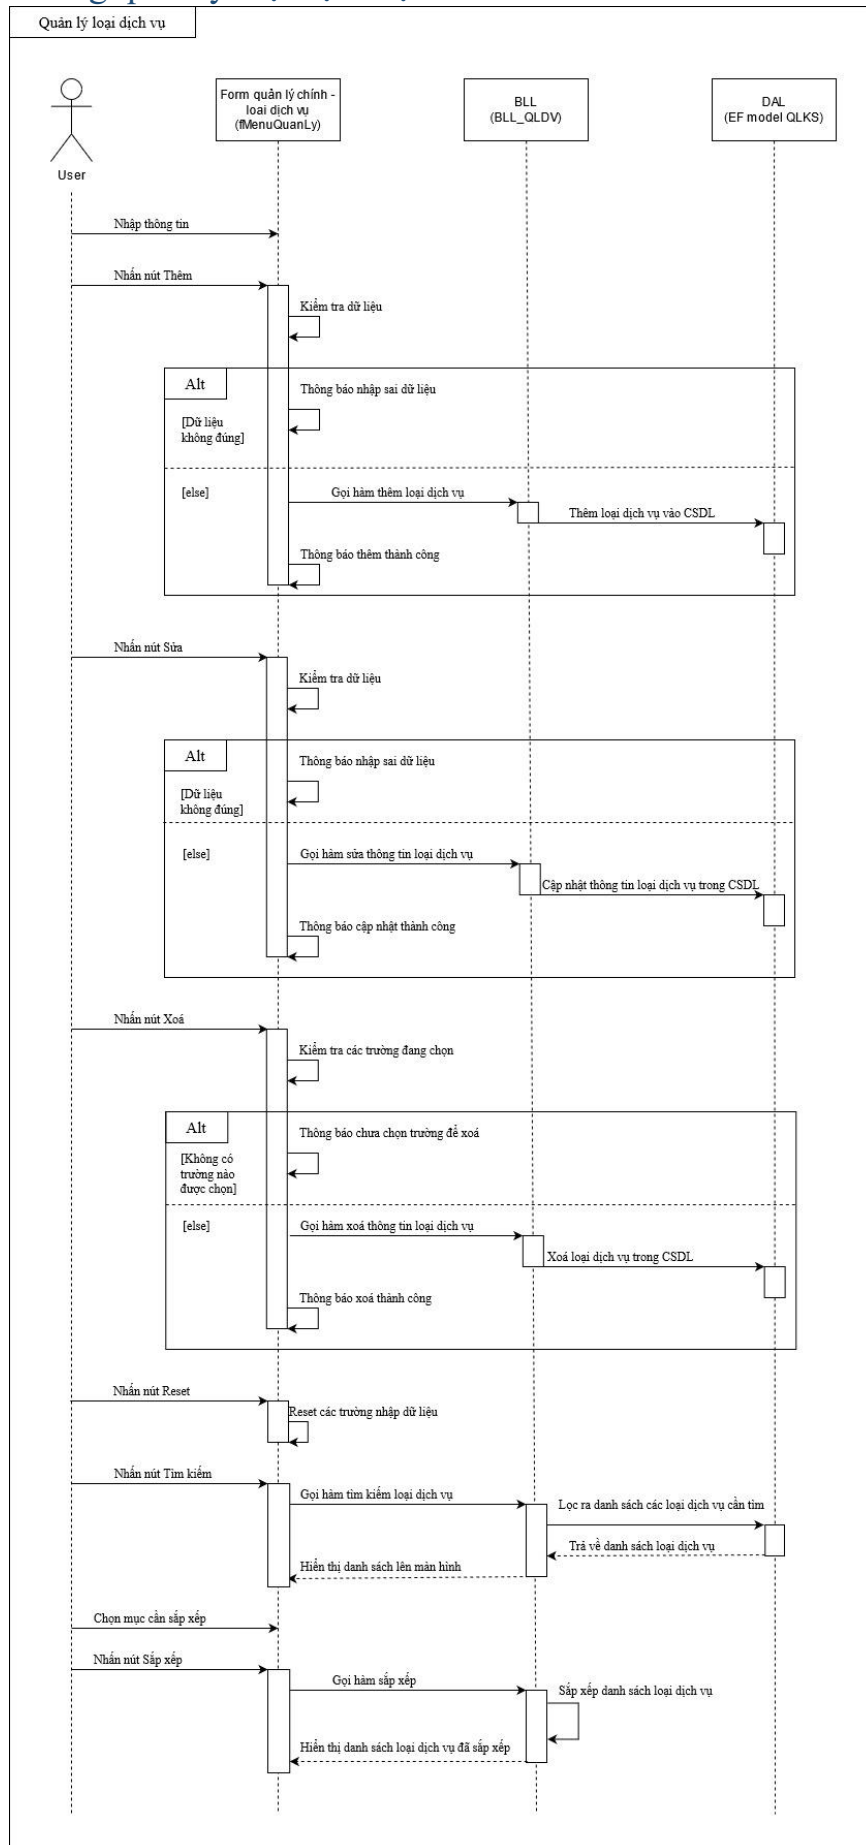 Quản lý loại dịch vụ
Form quản lý chính -
loai dịch vụ
(fMenuQuanLy)
BLL
(BLL_QLDV)
DAL
(EF model QLKS)
User
Nhập thông tin
Nhấn nút Thêm
Kiểm tra dữ liệu
Alt
Thông báo nhập sai dữ liệu
[Dữ liệu
không đúng]
[else]
Gọi hàm thêm loại dịch vụ
Thêm loại dịch vụ vào CSDL
Thông báo thêm thành công
Nhấn nút Sửa
Kiểm tra dữ liệu
Alt
Thông báo nhập sai dữ liệu
[Dữ liệu
không đúng]
[else]
Gọi hàm sửa thông tin loại dịch vụ
Cập nhật thông tin loại dịch vụ trong CSDL
Thông báo cập nhật thành công
Nhấn nút Xoá
Kiểm tra các trường đang chọn
Alt
Thông báo chưa chọn trường để xoá
[Không có
trường nào
được chọn]
[else]
Gọi hàm xoá thông tin loại dịch vụ
Xoá loại dịch vụ trong CSDL
Thông báo xoá thành công
Nhấn nút Reset
Reset các trường nhập dữ liệu
Nhấn nút Tìm kiếm
Gọi hàm tìm kiếm loại dịch vụ
Lọc ra danh sách các loại dịch vụ cần tìm
Trả về danh sách loại dịch vụ
Hiển thị danh sách lên màn hình
Chọn mục cần sắp xếp
Nhấn nút Sắp xếp
Gọi hàm sắp xếp
Sắp xếp danh sách loại dịch vụ
Hiển thị danh sách loại dịch vụ đã sắp xếp